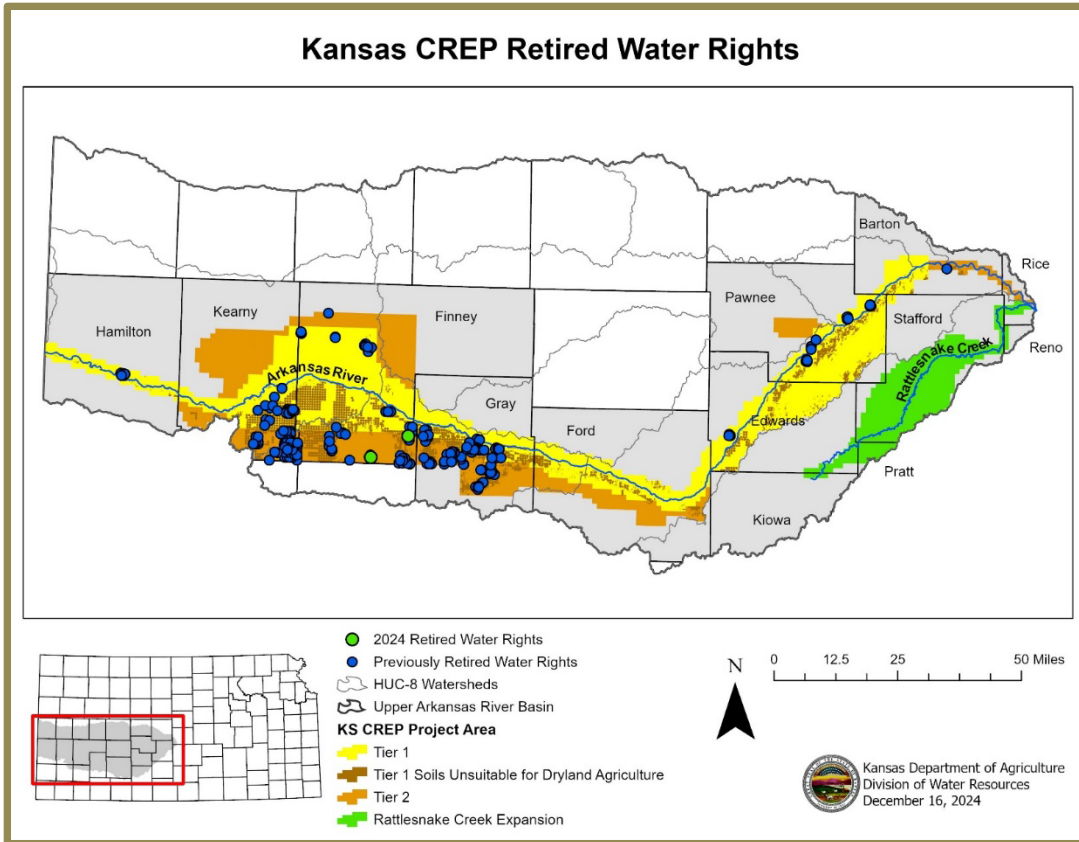 Kansas CREP Retired Water Rights
Barton
Rice
Pawnee
Kearny
Finney
Stafford
Hamilton
Reno
Arkansas River
Rattlesnake Creek
Gray
Ford
Edwards
Pratt
Kiowa
2024 Retired Water Rights
Previously Retired Water Rights
HUC-8 Watersheds
Upper Arkansas River Basin
KS CREP Project Area
Tier 1
Tier 1 Soils Unsuitable for Dryland Agriculture
Tier 2
Rattlesnake Creek Expansion
N
0 12.5 25 50 Miles
Kansas Department of Agriculture
Division of Water Resources
December 16, 2024